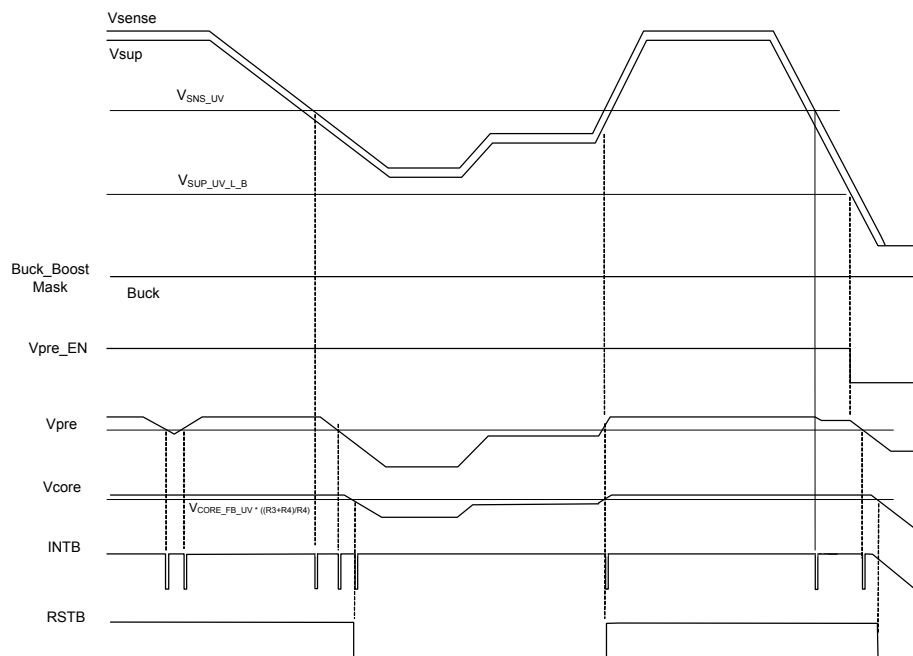 Vsense
Vsup
VSNS_UV
VSUP_UV_L_B
Buck_Boost
Mask
Buck
Vpre_EN
Vpre
Vcore
VCORE_FB_UV * ((R3+R4)/R4)
INTB
RSTB